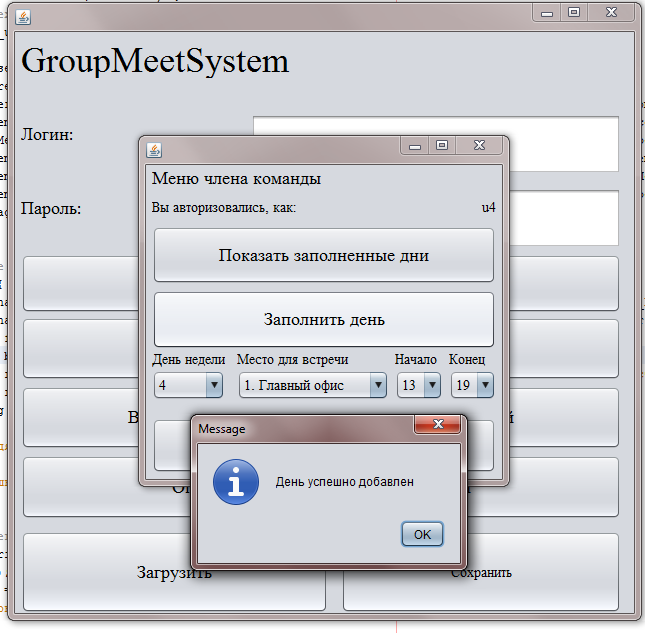 GroupMeetSystem
Логин:
Меню члена команды
Пароль:
Вы авторизовались, как: u4
Показать заполненные дни
Заполнить день
День недели Место для встречи Начало Конец
4 1. Главный офис 13 19
Message
День успешно добавлен
OK
Загрузить Сохранить